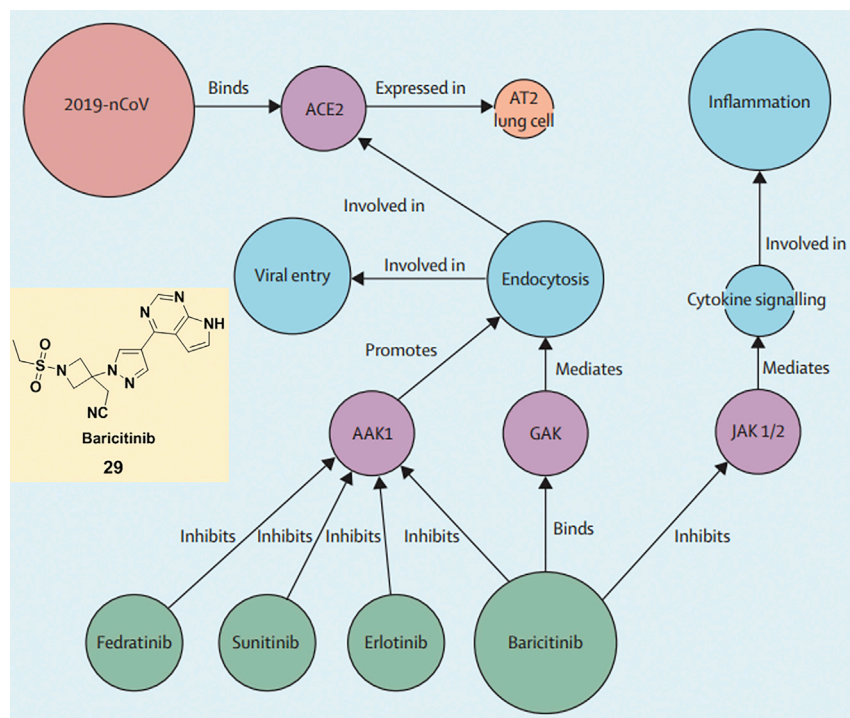 2019-nCoV
Binds
ACE2
Expressed in
AT2
lung cell
Inflammation
Involved in
Viral entry
Involved in
Endocytosis
Involved in
Cytokine signalling
Promotes
Mediates
Mediates
AAK1
GAK
JAK 1/2
N
N
NH
N
N
N
S
O
O
NC
Baricitinib
29
Inhibits
Inhibits
Inhibits
Inhibits
Binds
Inhibits
Fedratinib
Sunitinib
Erlotinib
Baricitinib